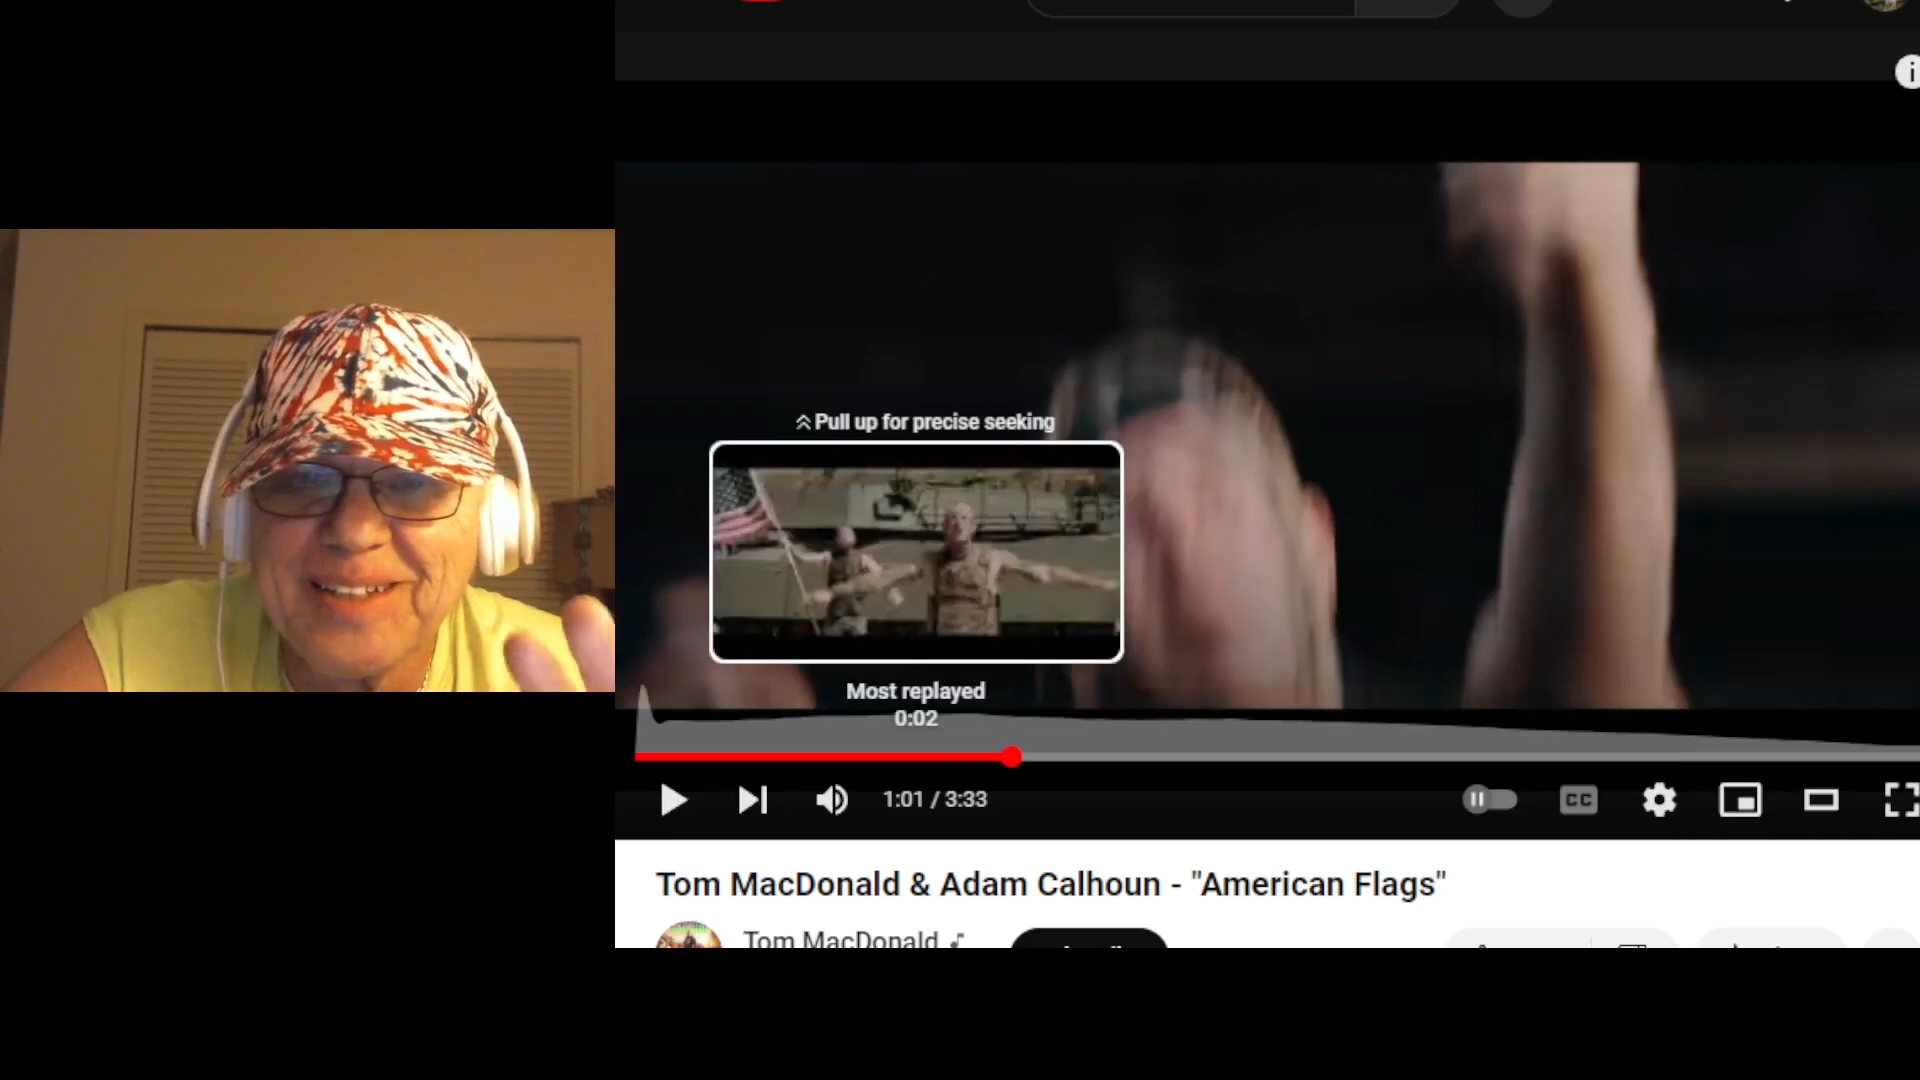 Pull up for precise seeking
Most replayed
0:02
1:01 / 3:33
CC
Tom MacDonald & Adam Calhoun - "American Flags"
Tom MacDonald